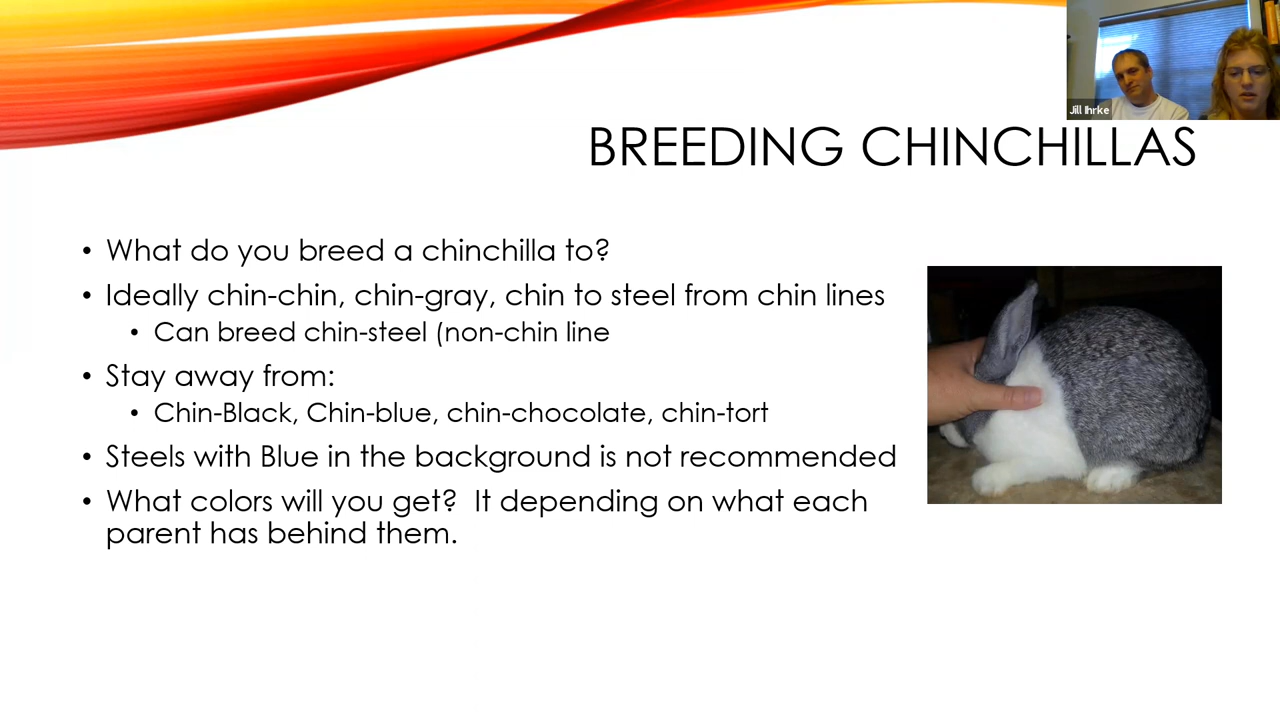 Jill Ihrke
BREEDING CHINCHILLAS
• What do you breed a chinchilla to?
• Ideally chin-chin, chin-gray, chin to steel from chin lines
• Can breed chin-steel (non-chin line
• Stay away from:
• Chin-Black, Chin-blue, chin-chocolate, chin-tort
• Steels with Blue in the background is not recommended
• What colors will you get?  It depending on what each
parent has behind them.